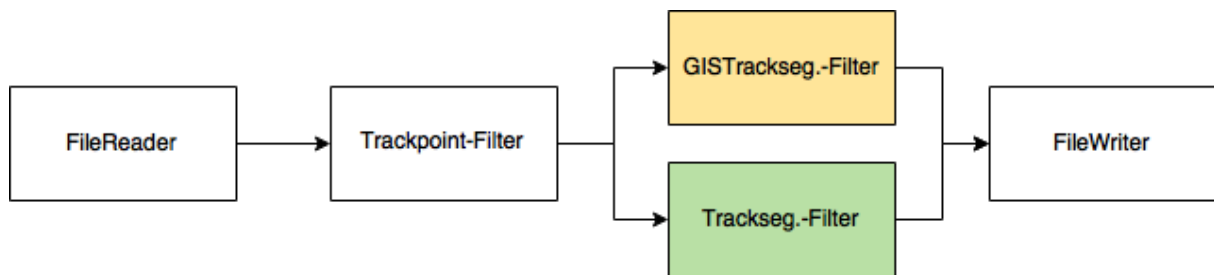 FileReader
Trackpoint-Filter
GISTrackseg.-Filter
Trackseg.-Filter
FileWriter